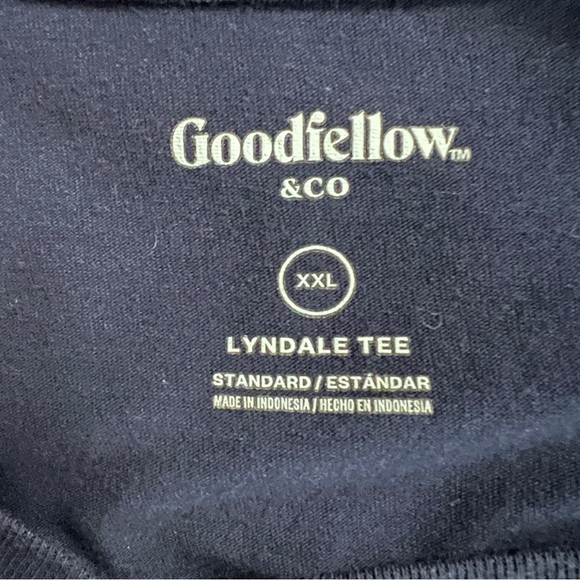 Goodfellow™
&CO
XXL
LYNDALE TEE
STANDARD / ESTÁNDAR
MADE IN INDONESIA / HECHO EN INDONESIA